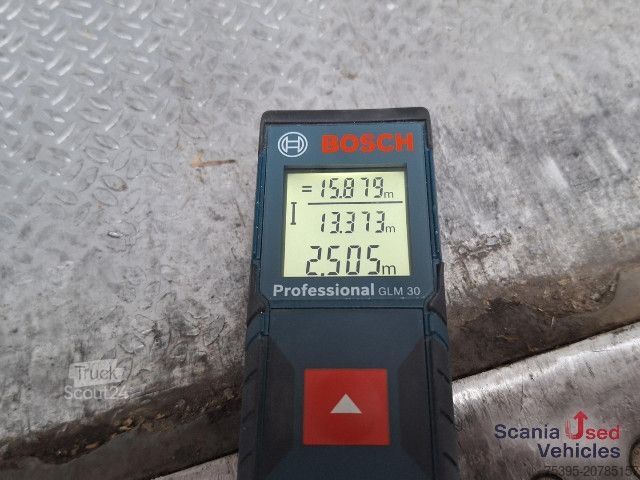 BOSCH
=15.879m
13.373m
2.505m
Professional GLM 30
Truck
Scout24
Scania Used
Vehicles